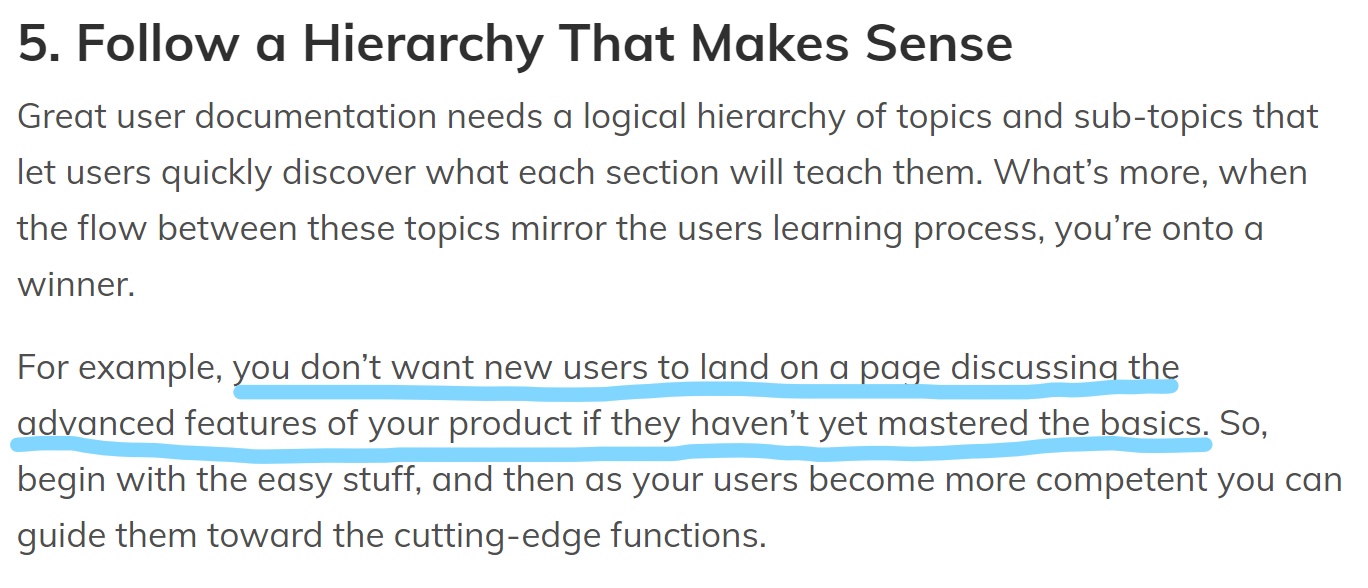 5. Follow a Hierarchy That Makes Sense
Great user documentation needs a logical hierarchy of topics and sub-topics that
let users quickly discover what each section will teach them. What’s more, when
the flow between these topics mirror the users learning process, you’re onto a
winner.
For example, you don’t want new users to land on a page discussing the
advanced features of your product if they haven’t yet mastered the basics. So,
begin with the easy stuff, and then as your users become more competent you can
guide them toward the cutting-edge functions.